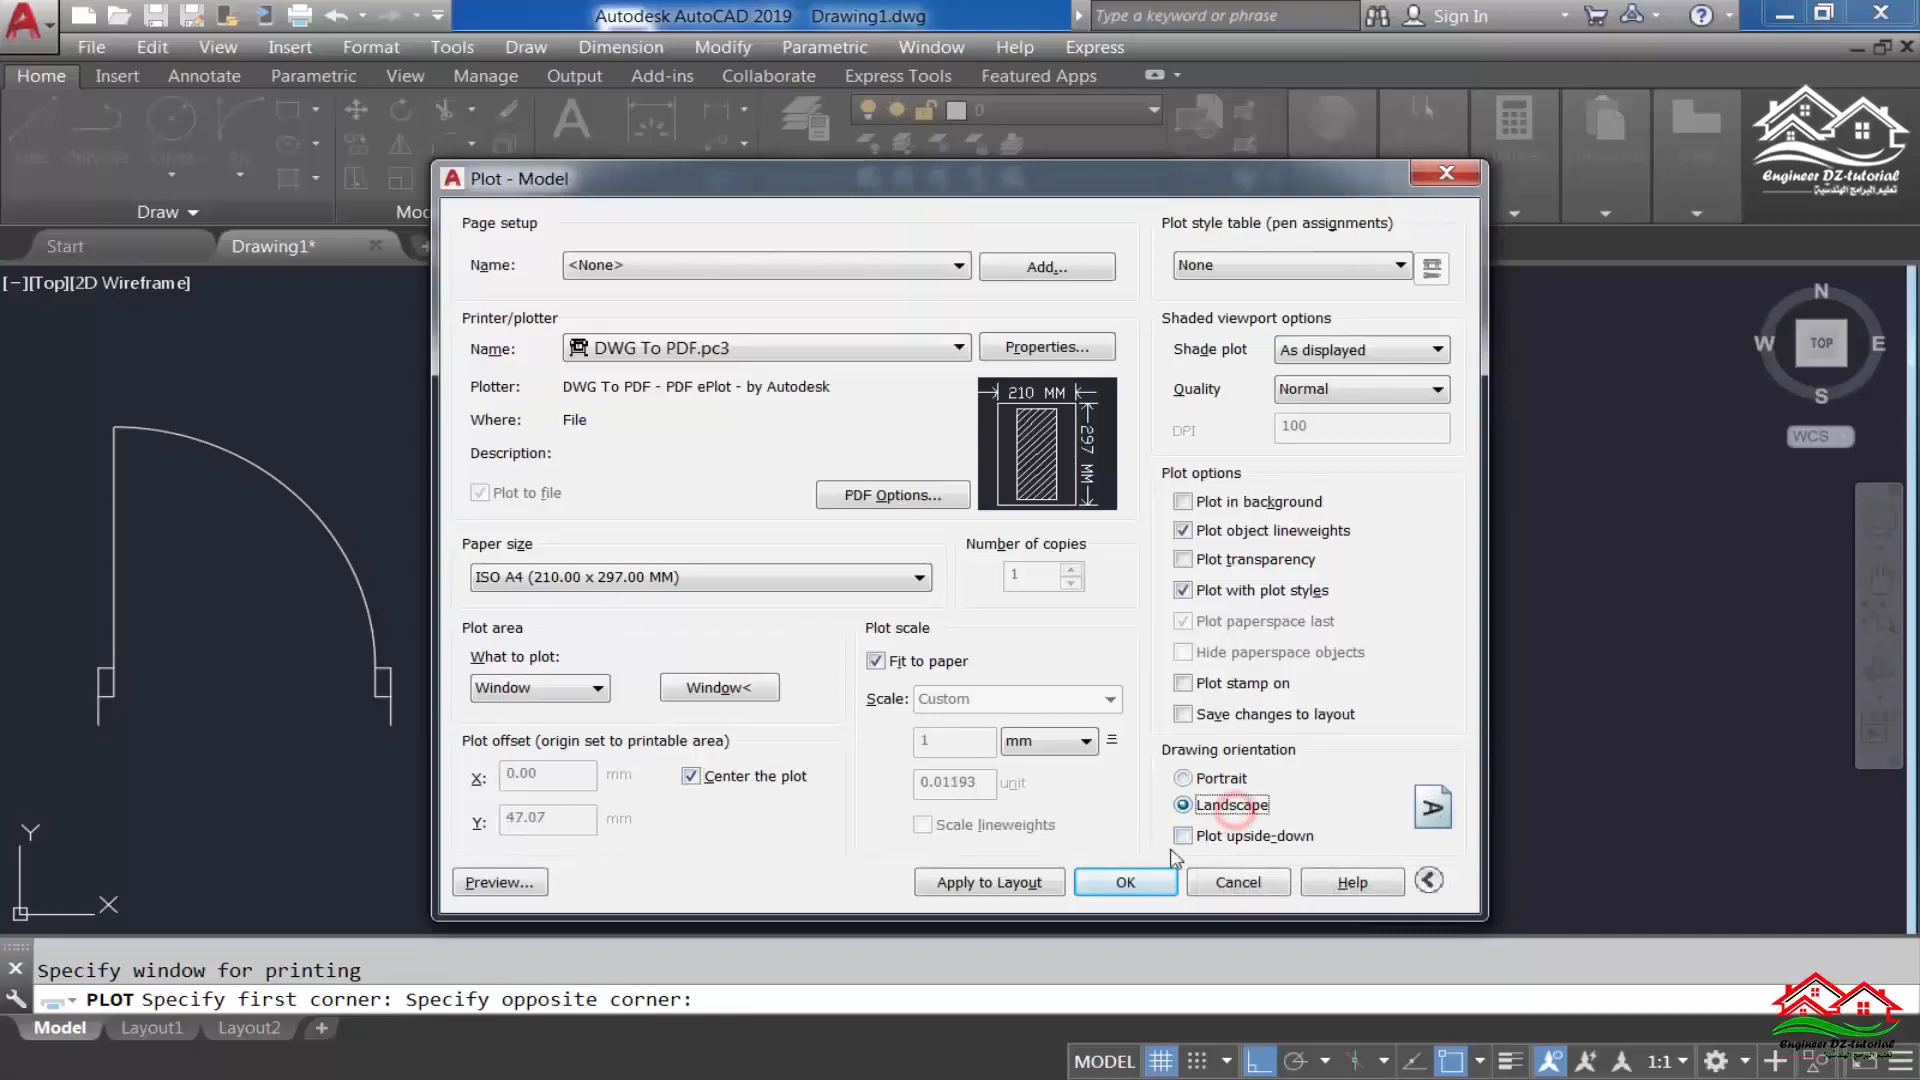 Autodesk AutoCAD 2019 Drawing1.dwg
Type a keyword or phrase
Sign In
File Edit View Insert Format Tools Draw Dimension Modify Parametric Window Help Express
Home Insert Annotate Parametric View Manage Output Add-ins Collaborate Express Tools Featured Apps
A
0
Draw
Engineer DZ-tutorial
تعليم البرامج الهندسية
Start
Drawing1*
[−][Top][2D Wireframe]
Plot - Model
Page setup
Name: <None> Add...
Printer/plotter
Name: DWG To PDF.pc3 Properties...
Plotter: DWG To PDF - PDF ePlot - by Autodesk
Where: File
Description:
Plot to file
PDF Options...
210 MM
297 MM
Paper size
ISO A4 (210.00 x 297.00 MM)
Number of copies
1
Plot area
What to plot:
Window Window<
Plot offset (origin set to printable area)
X: 0.00 mm Center the plot
Y: 47.07 mm
Plot scale
Fit to paper
Scale: Custom
1 mm =
0.01193 unit
Scale lineweights
Plot style table (pen assignments)
None
Shaded viewport options
Shade plot As displayed
Quality Normal
DPI 100
Plot options
Plot in background
Plot object lineweights
Plot transparency
Plot with plot styles
Plot paperspace last
Hide paperspace objects
Plot stamp on
Save changes to layout
Drawing orientation
Portrait
Landscape
Plot upside-down
A
Preview... Apply to Layout OK Cancel Help
N
W TOP E
S
WCS
Y
X
Specify window for printing
PLOT Specify first corner: Specify opposite corner:
Model Layout1 Layout2 +
MODEL 1:1
Engineer DZ-tutorial